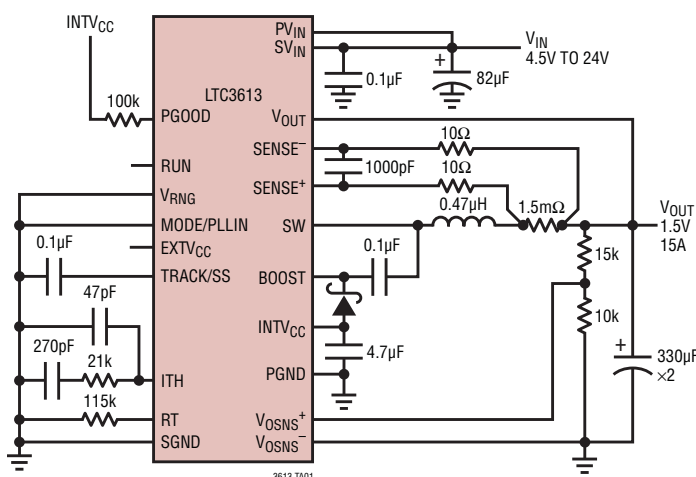 INTVCC
PVIN
SVIN
VIN
4.5V TO 24V
0.1µF
+
82µF
LTC3613
100k
PGOOD
VOUT
10Ω
SENSE–
RUN
1000pF
10Ω
VRNG
SENSE+
0.47µH
1.5mΩ
VOUT
1.5V
15A
MODE/PLLIN
SW
0.1µF
EXTVCC
0.1µF
15k
TRACK/SS
BOOST
47pF
10k
INTVCC
270pF
4.7µF
+
330µF
×2
21k
ITH
PGND
115k
RT
VOSNS+
SGND
VOSNS–
3613 TA01